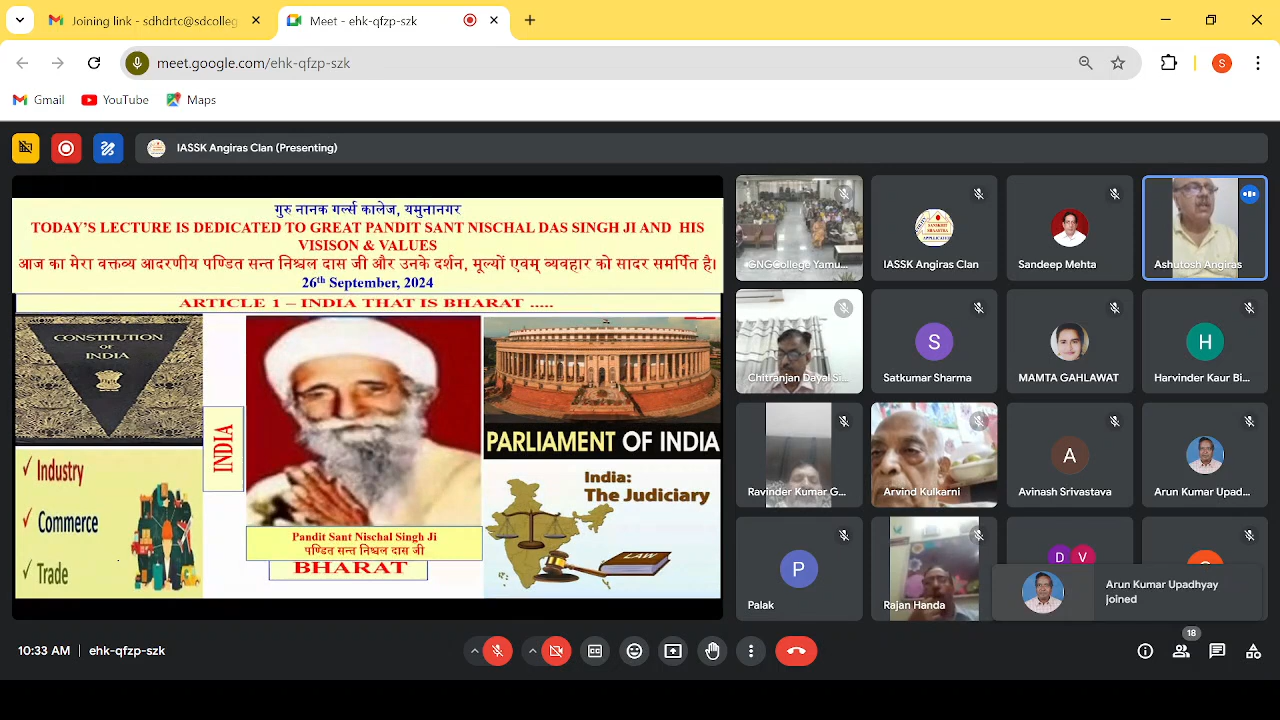 Joining link - sdhdrtc@sdcolleg
Meet - ehk-qfzp-szk
meet.google.com/ehk-qfzp-szk
S
Gmail
YouTube
Maps
IASSK Angiras Clan (Presenting)
गुरु नानक गर्ल्स कालेज, यमुनानगर
TODAY'S LECTURE IS DEDICATED TO GREAT PANDIT SANT NISCHAL DAS SINGH JI AND HIS
VISISON & VALUES
आज का मेरा वक्तव्य आदरणीय पण्डित सन्त निश्चल दास जी और उनके दर्शन, मूल्यों एवम् व्यवहार को सादर समर्पित है।
26th September, 2024
ARTICLE 1 – INDIA THAT IS BHARAT .....
CONSTITUTION
OF
INDIA
INDIA
PARLIAMENT OF INDIA
✓ Industry
✓ Commerce
✓ Trade
India:
The Judiciary
LAW
Pandit Sant Nischal Singh Ji
पण्डित सन्त निश्चल दास जी
BHARAT
GNGCollege Yamu...
IASSK Angiras Clan
Sandeep Mehta
Ashutosh Angiras
Chitranjan Dayal Si...
S
Satkumar Sharma
MAMTA GAHLAWAT
H
Harvinder Kaur Bi...
Ravinder Kumar G...
Arvind Kulkarni
A
Avinash Srivastava
Arun Kumar Upad...
P
Palak
Rajan Handa
D
V
Arun Kumar Upadhyay
joined
10:33 AM
ehk-qfzp-szk
18